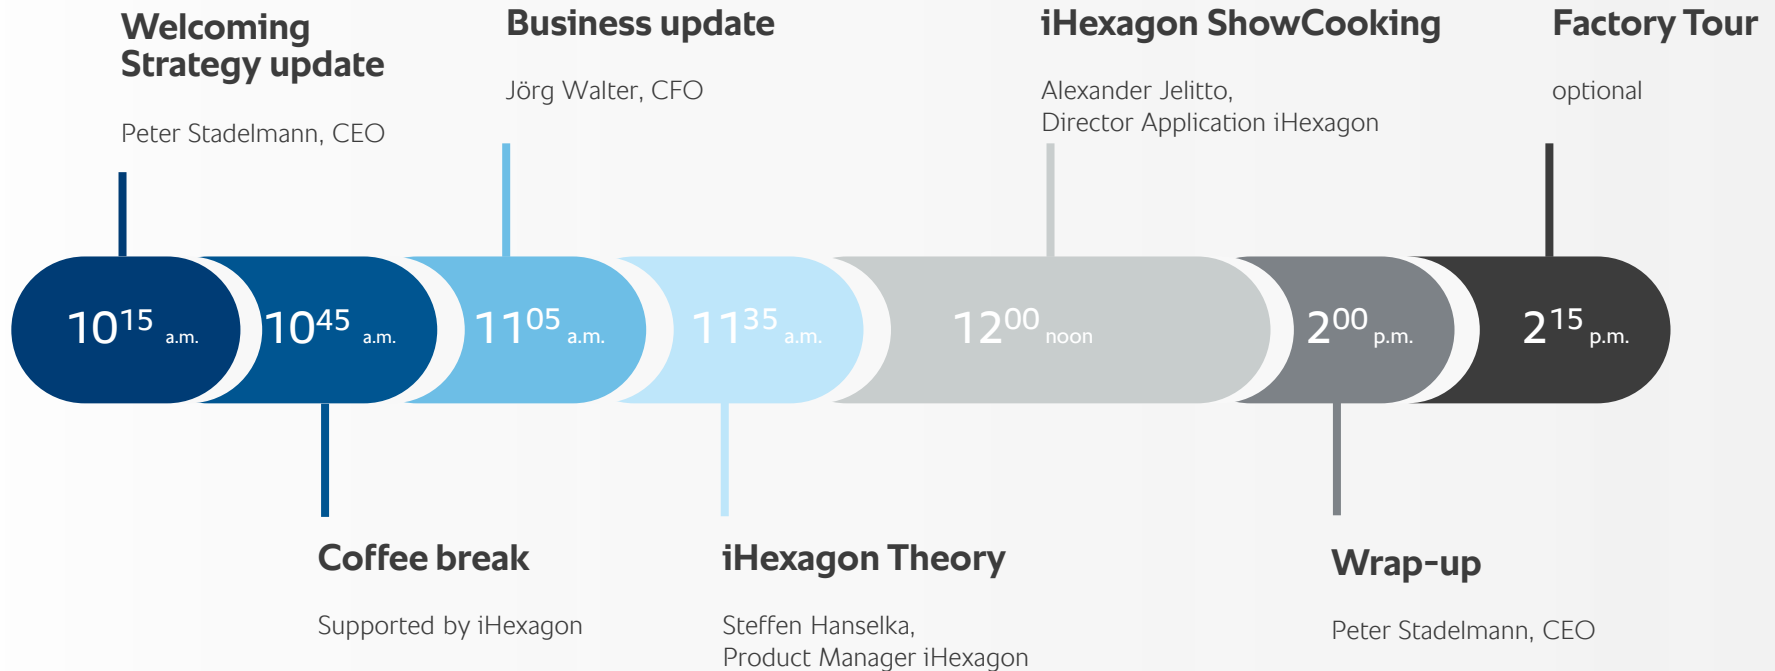 Welcoming
Strategy update
Peter Stadelmann, CEO
Business update
Jörg Walter, CFO
iHexagon ShowCooking
Alexander Jelitto,
Director Application iHexagon
Factory Tour
optional
10¹⁵ a.m.
10⁴⁵ a.m.
11⁰⁵ a.m.
11³⁵ a.m.
12⁰⁰ noon
2⁰⁰ p.m.
2¹⁵ p.m.
Coffee break
Supported by iHexagon
iHexagon Theory
Steffen Hanselka,
Product Manager iHexagon
Wrap-up
Peter Stadelmann, CEO